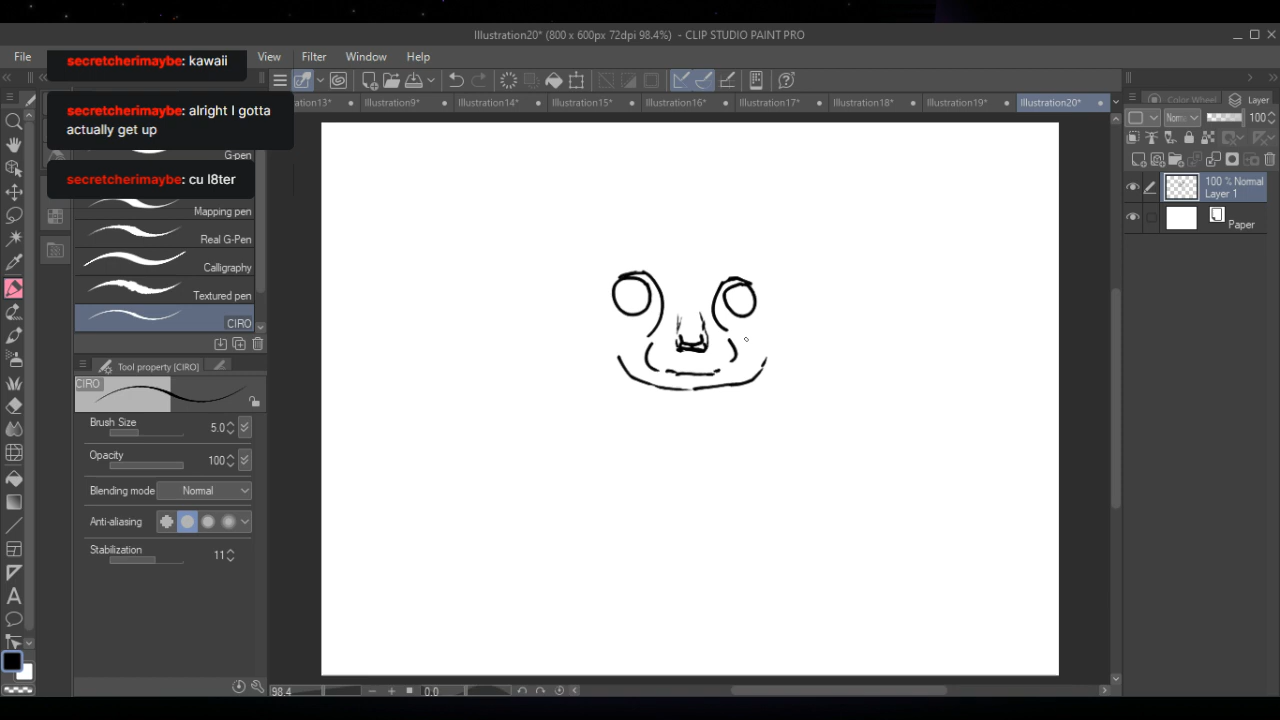 Illustration20* (800 x 600px 72dpi 98.4%) - CLIP STUDIO PAINT PRO
File View Filter Window Help
secretcherimaybe: kawaii
secretcherimaybe: alright I gotta
actually get up
secretcherimaybe: cu l8ter
Illustration9* Illustration14* Illustration15* Illustration16* Illustration17* Illustration18* Illustration19* Illustration20*
Color Wheel Layer
100
100 % Normal
Layer 1
Paper
G-pen
Mapping pen
Real G-Pen
Calligraphy
Textured pen
CIRO
Tool property [CIRO]
CIRO
Brush Size 5.0
Opacity 100
Blending mode Normal
Anti-aliasing
Stabilization 11
98.4 0.0